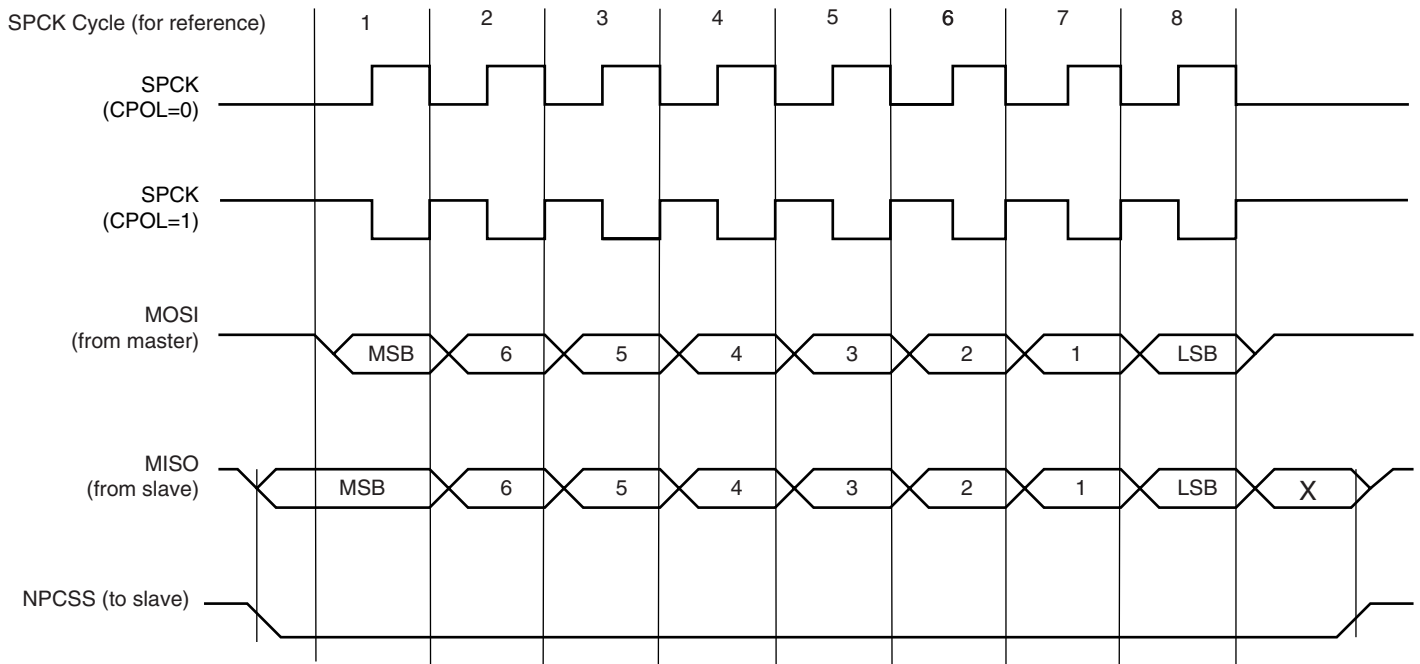 SPCK Cycle (for reference) 1 2 3 4 5 6 7 8
SPCK
(CPOL=0)
SPCK
(CPOL=1)
MOSI
(from master)
MSB 6 5 4 3 2 1 LSB
MISO
(from slave)
MSB 6 5 4 3 2 1 LSB X
NPCSS (to slave)